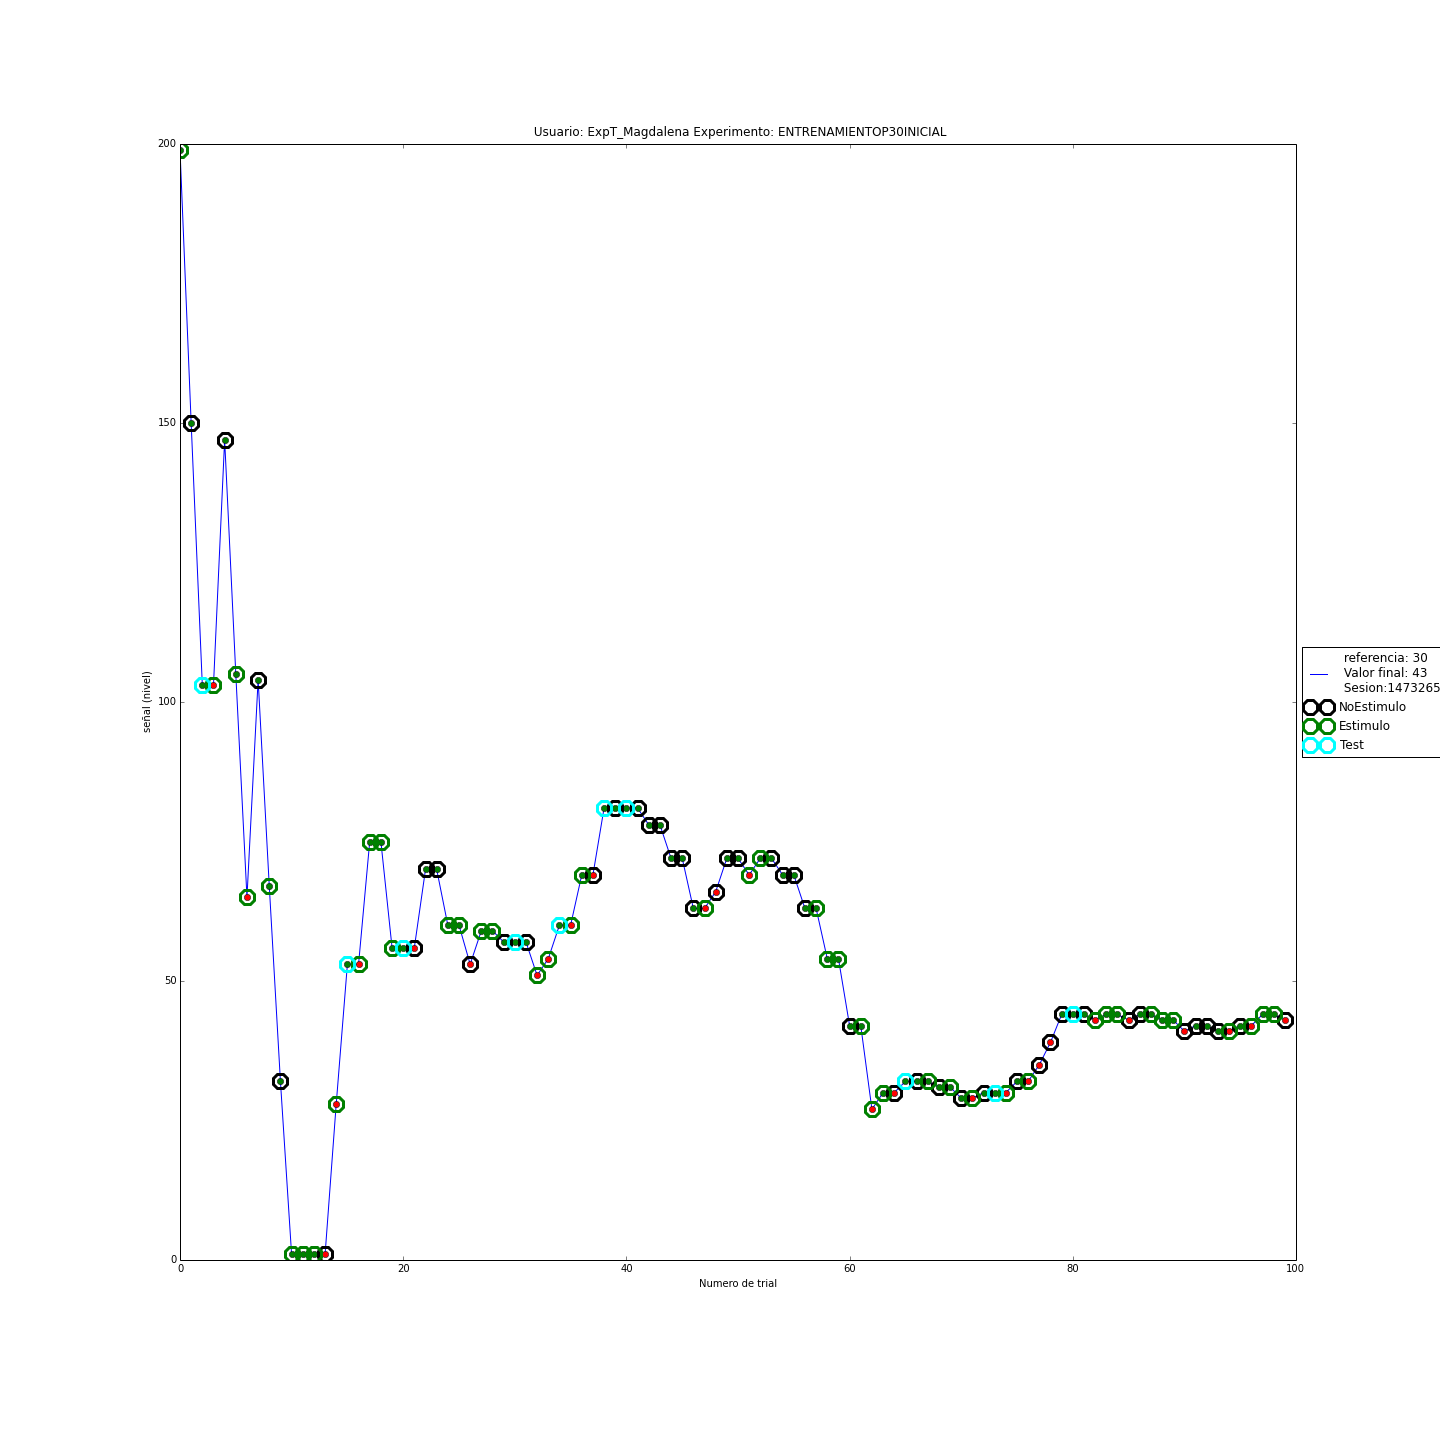 Usuario: ExpT_Magdalena Experimento: ENTRENAMIENTOP30INICIAL
200
150
100
50
0
señal (nivel)
0 20 40 60 80 100
Numero de trial
referencia: 30
Valor final: 43
Sesion:1473265
NoEstimulo
Estimulo
Test